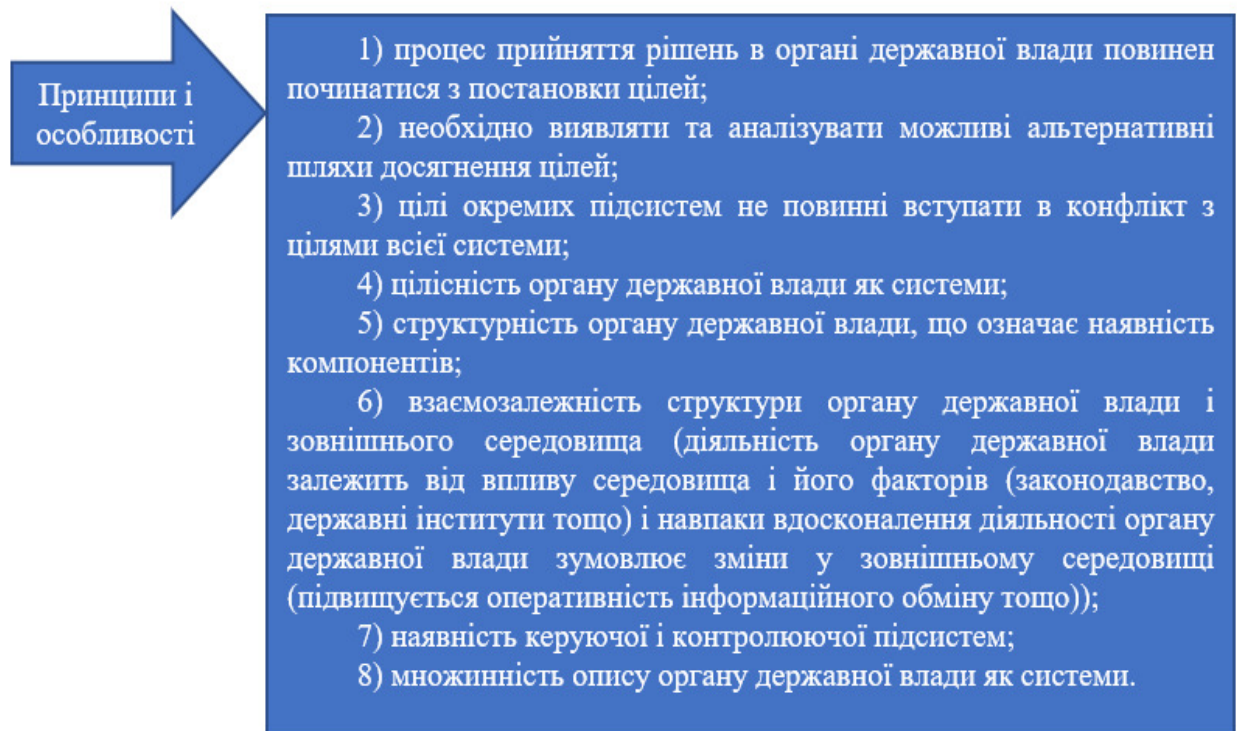 Принципи і
особливості
1) процес прийняття рішень в органі державної влади повинен
починатися з постановки цілей;
2) необхідно виявляти та аналізувати можливі альтернативні
шляхи досягнення цілей;
3) цілі окремих підсистем не повинні вступати в конфлікт з
цілями всієї системи;
4) цілісність органу державної влади як системи;
5) структурність органу державної влади, що означає наявність
компонентів;
6) взаємозалежність структури органу державної влади і
зовнішнього середовища (діяльність органу державної влади
залежить від впливу середовища і його факторів (законодавство,
державні інститути тощо) і навпаки вдосконалення діяльності органу
державної влади зумовлює зміни у зовнішньому середовищі
(підвищується оперативність інформаційного обміну тощо));
7) наявність керуючої і контролюючої підсистем;
8) множинність опису органу державної влади як системи.